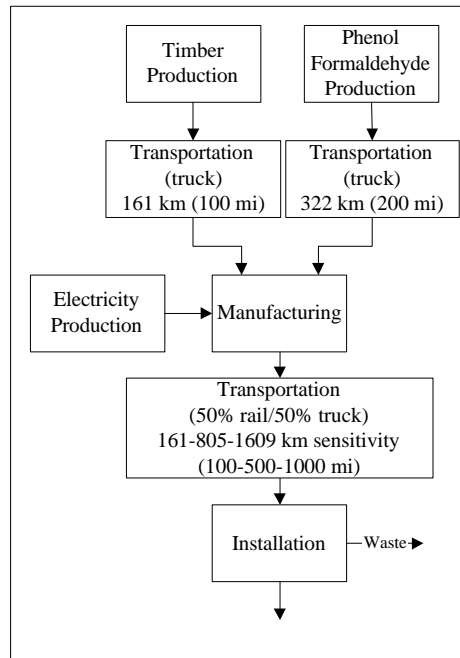 Timber
Production
Phenol
Formaldehyde
Production
Transportation
(truck)
161 km (100 mi)
Transportation
(truck)
322 km (200 mi)
Electricity
Production
Manufacturing
Transportation
(50% rail/50% truck)
161-805-1609 km sensitivity
(100-500-1000 mi)
Installation
Waste